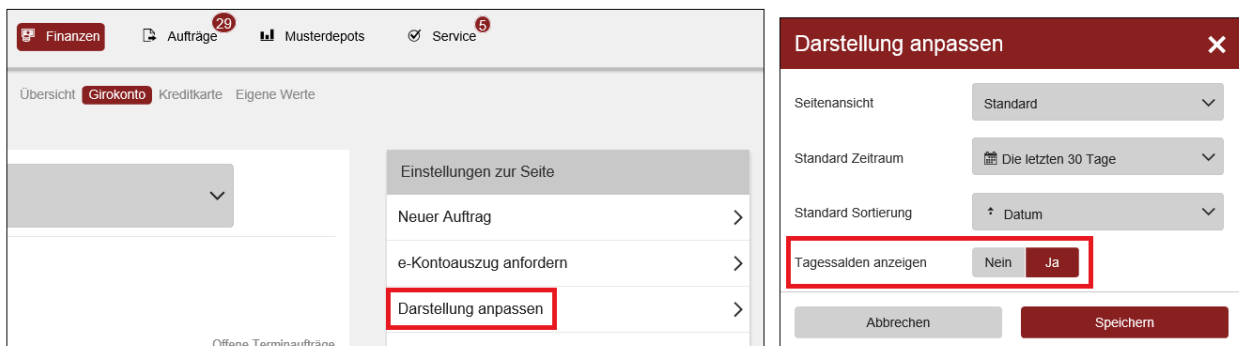 Finanzen Aufträge 29 Musterdepots Service 5
Übersicht Girokonto Kreditkarte Eigene Werte
Einstellungen zur Seite
Neuer Auftrag
e-Kontoauszug anfordern
Darstellung anpassen
Offene Terminaufträge
Darstellung anpassen
Seitenansicht Standard
Standard Zeitraum Die letzten 30 Tage
Standard Sortierung Datum
Tagessalden anzeigen Nein Ja
Abbrechen Speichern